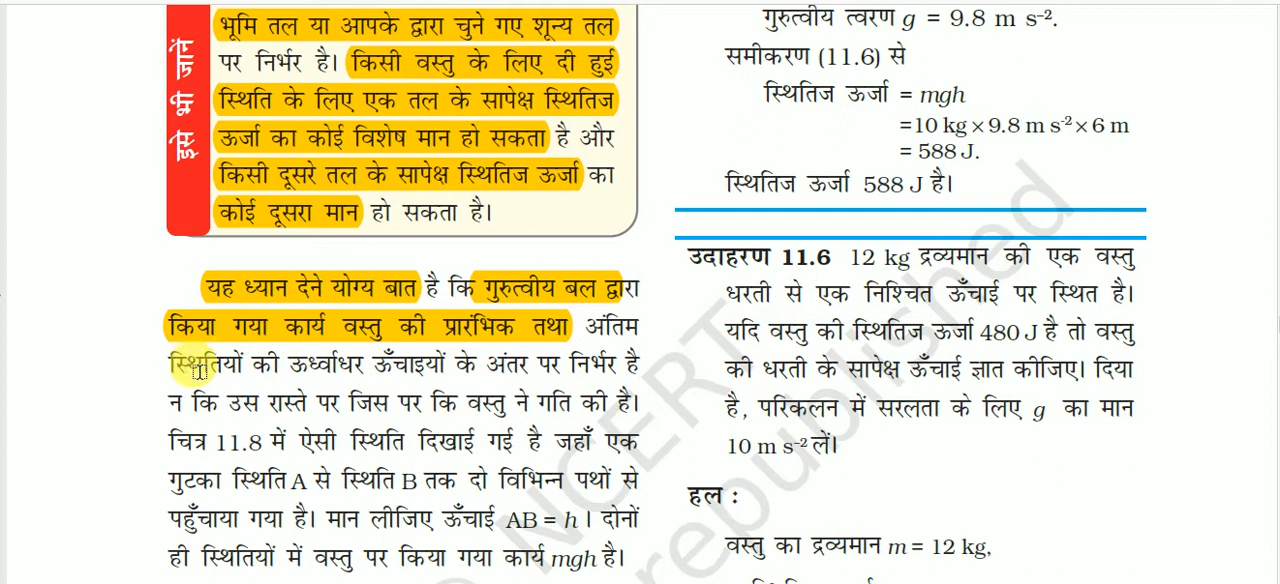 इसे भी जानें
भूमि तल या आपके द्वारा चुने गए शून्य तल
पर निर्भर है। किसी वस्तु के लिए दी हुई
स्थिति के लिए एक तल के सापेक्ष स्थितिज
ऊर्जा का कोई विशेष मान हो सकता है और
किसी दूसरे तल के सापेक्ष स्थितिज ऊर्जा का
कोई दूसरा मान हो सकता है।
यह ध्यान देने योग्य बात है कि गुरुत्वीय बल द्वारा
किया गया कार्य वस्तु की प्रारंभिक तथा अंतिम
स्थितियों की ऊर्ध्वाधर ऊँचाइयों के अंतर पर निर्भर है
न कि उस रास्ते पर जिस पर कि वस्तु ने गति की है।
चित्र 11.8 में ऐसी स्थिति दिखाई गई है जहाँ एक
गुटका स्थिति A से स्थिति B तक दो विभिन्न पथों से
पहुँचाया गया है। मान लीजिए ऊँचाई AB = h । दोनों
ही स्थितियों में वस्तु पर किया गया कार्य mgh है।
गुरुत्वीय त्वरण g = 9.8 m s⁻².
समीकरण (11.6) से
स्थितिज ऊर्जा = mgh
=10 kg × 9.8 m s⁻² × 6 m
= 588 J.
स्थितिज ऊर्जा 588 J है।
उदाहरण 11.6 12 kg द्रव्यमान की एक वस्तु
धरती से एक निश्चित ऊँचाई पर स्थित है।
यदि वस्तु की स्थितिज ऊर्जा 480 J है तो वस्तु
की धरती के सापेक्ष ऊँचाई ज्ञात कीजिए। दिया
है, परिकलन में सरलता के लिए g का मान
10 m s⁻² लें।
हल :
वस्तु का द्रव्यमान m = 12 kg,
© NCERT
republished